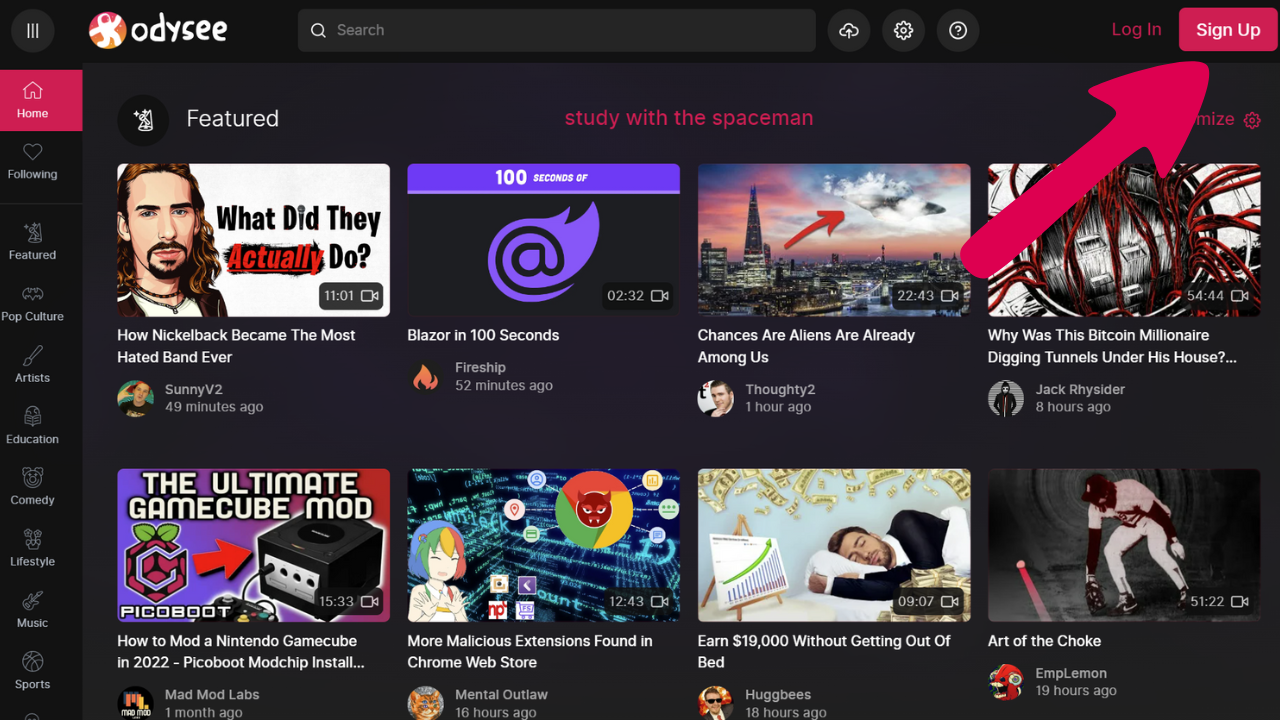 odysee
Search
Log In
Sign Up
Home
Following
Featured
Pop Culture
Artists
Education
Comedy
Lifestyle
Music
Sports
Featured
study with the spaceman
mize
What Did They
Actually Do?
11:01
100 SECONDS OF
@
02:32
22:43
54:44
How Nickelback Became The Most
Hated Band Ever
SunnyV2
49 minutes ago
Blazor in 100 Seconds
Fireship
52 minutes ago
Chances Are Aliens Are Already
Among Us
Thoughty2
1 hour ago
Why Was This Bitcoin Millionaire
Digging Tunnels Under His House?...
Jack Rhysider
8 hours ago
THE ULTIMATE
GAMECUBE MOD
PICOBOOT
15:33
12:43
09:07
51:22
How to Mod a Nintendo Gamecube
in 2022 - Picoboot Modchip Install...
Mad Mod Labs
1 month ago
More Malicious Extensions Found in
Chrome Web Store
Mental Outlaw
16 hours ago
Earn $19,000 Without Getting Out Of
Bed
Huggbees
18 hours ago
Art of the Choke
EmpLemon
19 hours ago